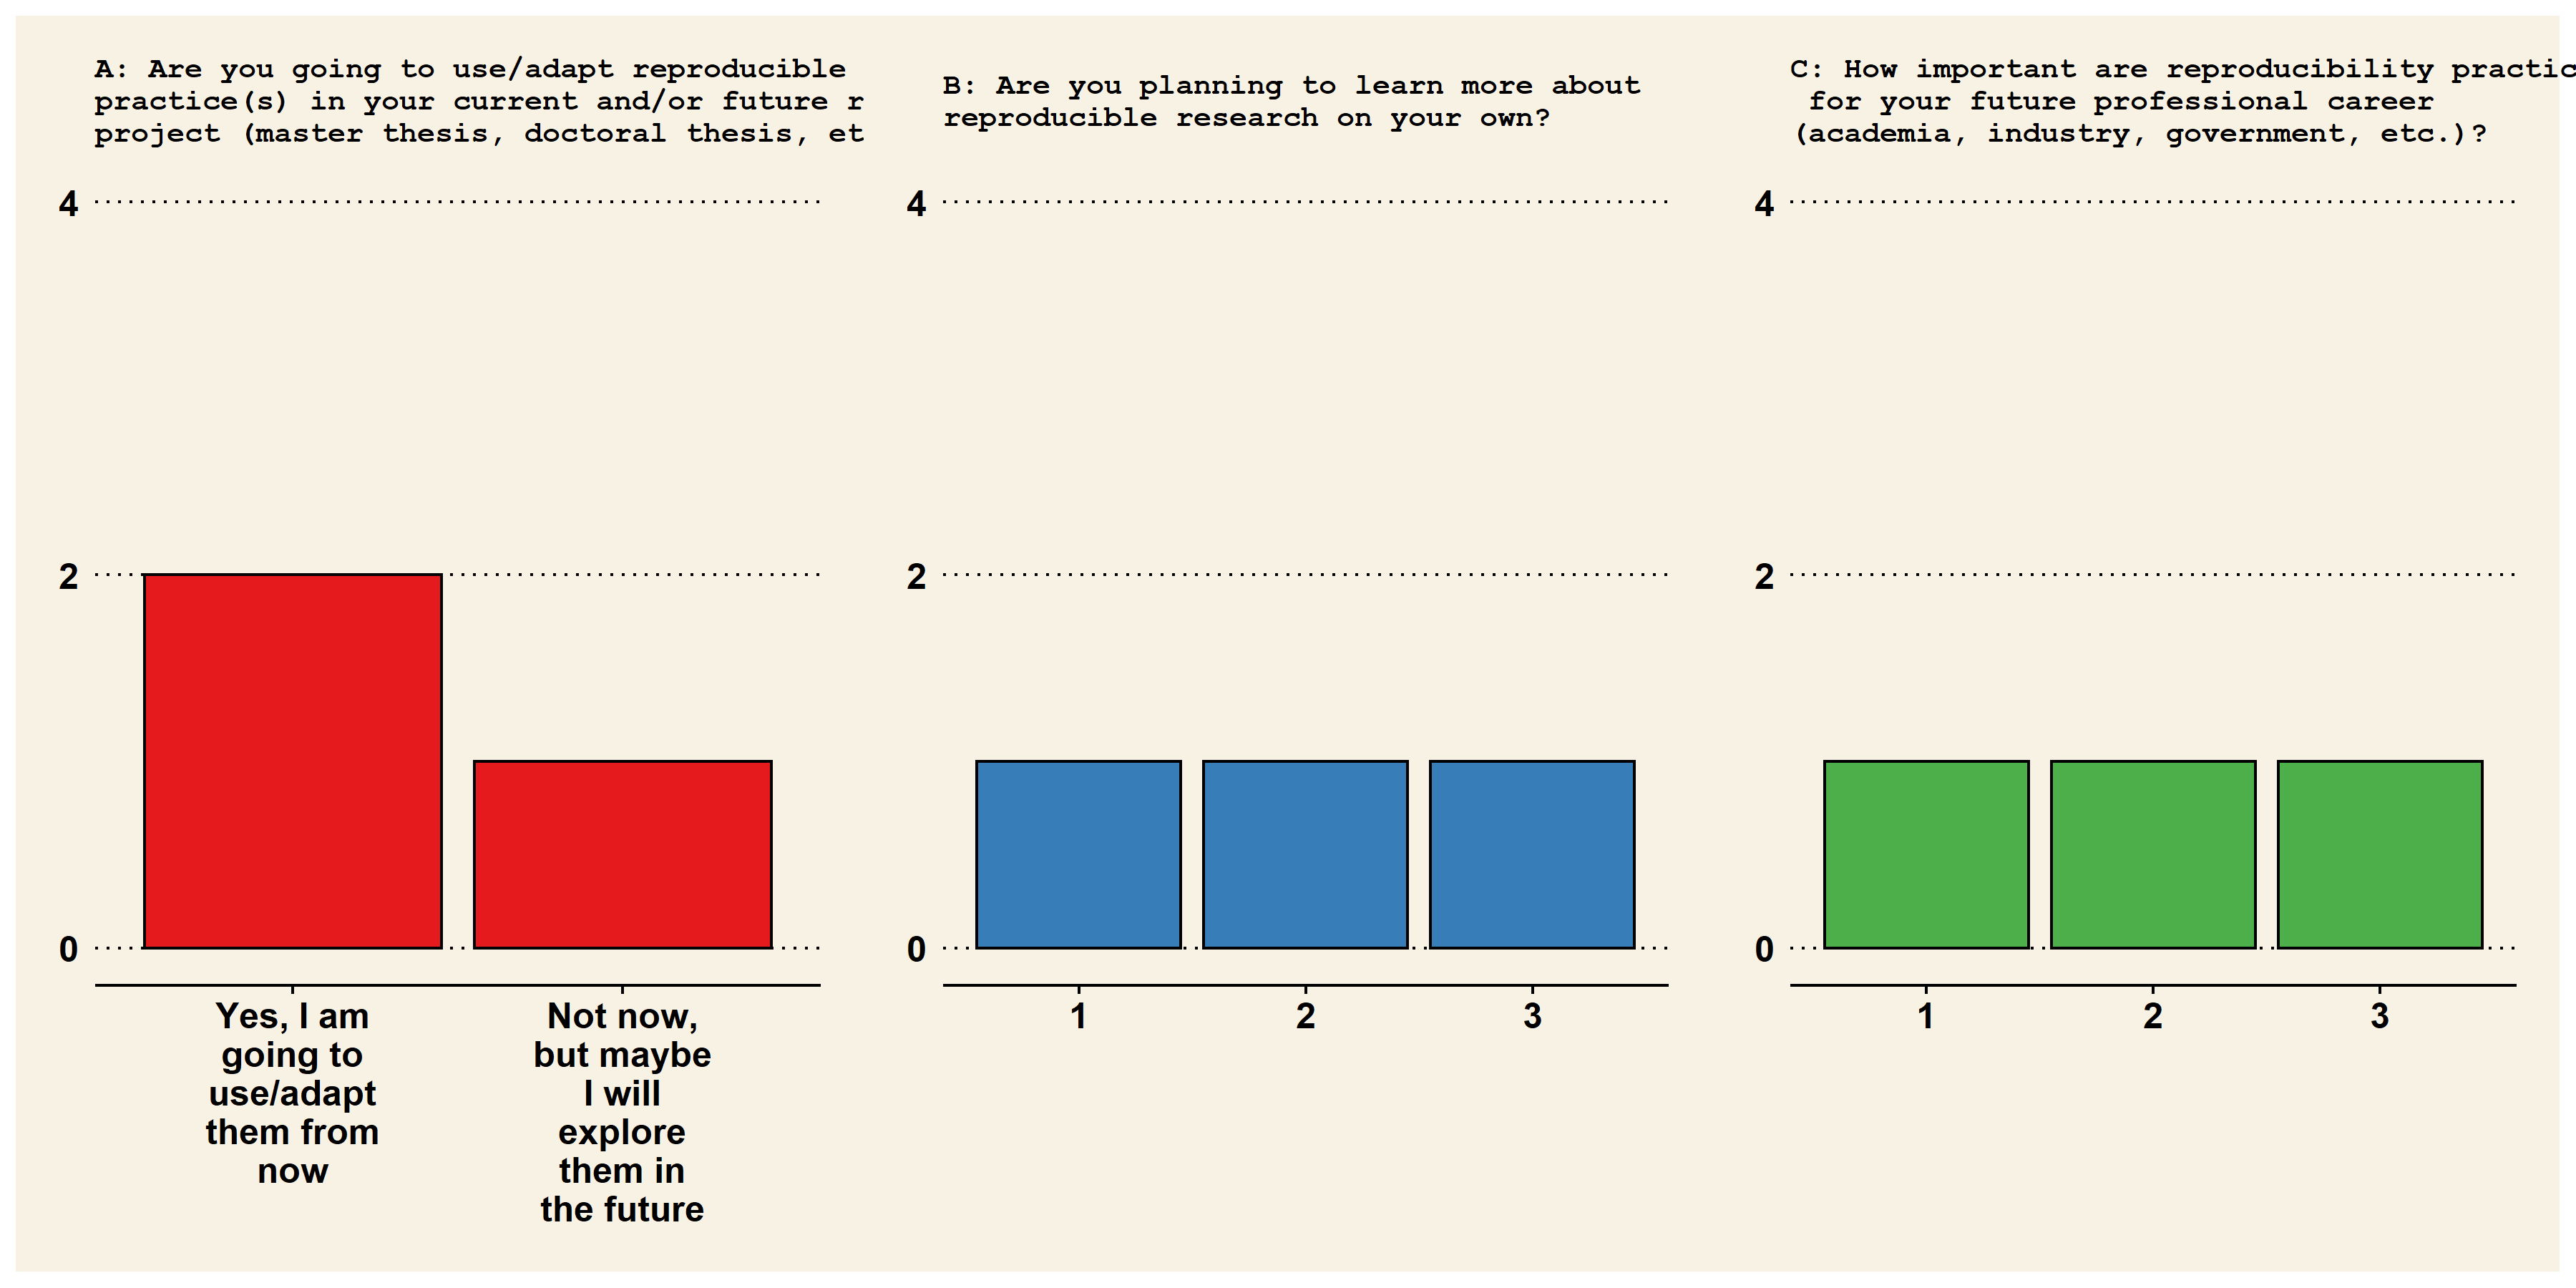 A: Are you going to use/adapt reproducible
practice(s) in your current and/or future r
project (master thesis, doctoral thesis, et
4
2
0
Yes, I am
going to
use/adapt
them from
now
Not now,
but maybe
I will
explore
them in
the future
B: Are you planning to learn more about
reproducible research on your own?
4
2
0
1 2 3
C: How important are reproducibility practic
for your future professional career
(academia, industry, government, etc.)?
4
2
0
1 2 3